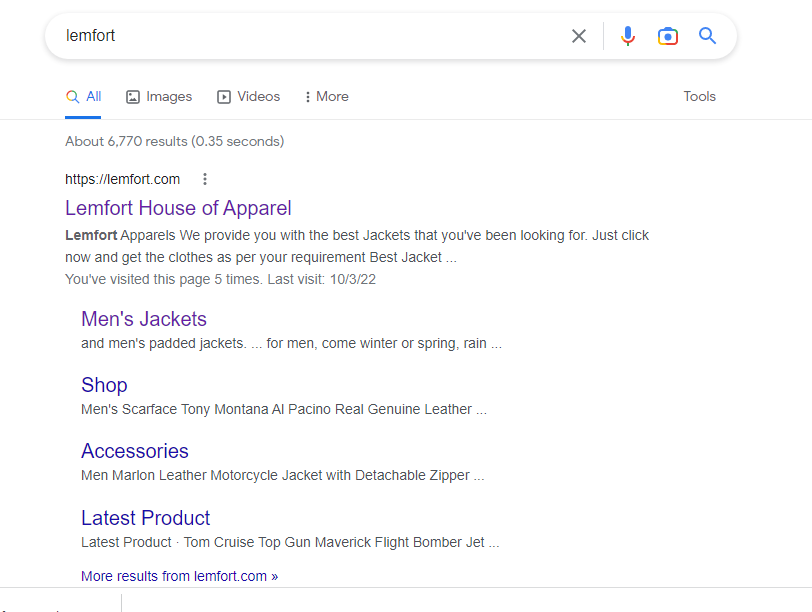 lemfort
All Images Videos More Tools
About 6,770 results (0.35 seconds)
https://lemfort.com
Lemfort House of Apparel
Lemfort Apparels We provide you with the best Jackets that you've been looking for. Just click
now and get the clothes as per your requirement Best Jacket ...
You've visited this page 5 times. Last visit: 10/3/22
Men's Jackets
and men's padded jackets. ... for men, come winter or spring, rain ...
Shop
Men's Scarface Tony Montana Al Pacino Real Genuine Leather ...
Accessories
Men Marlon Leather Motorcycle Jacket with Detachable Zipper ...
Latest Product
Latest Product · Tom Cruise Top Gun Maverick Flight Bomber Jet ...
More results from lemfort.com »